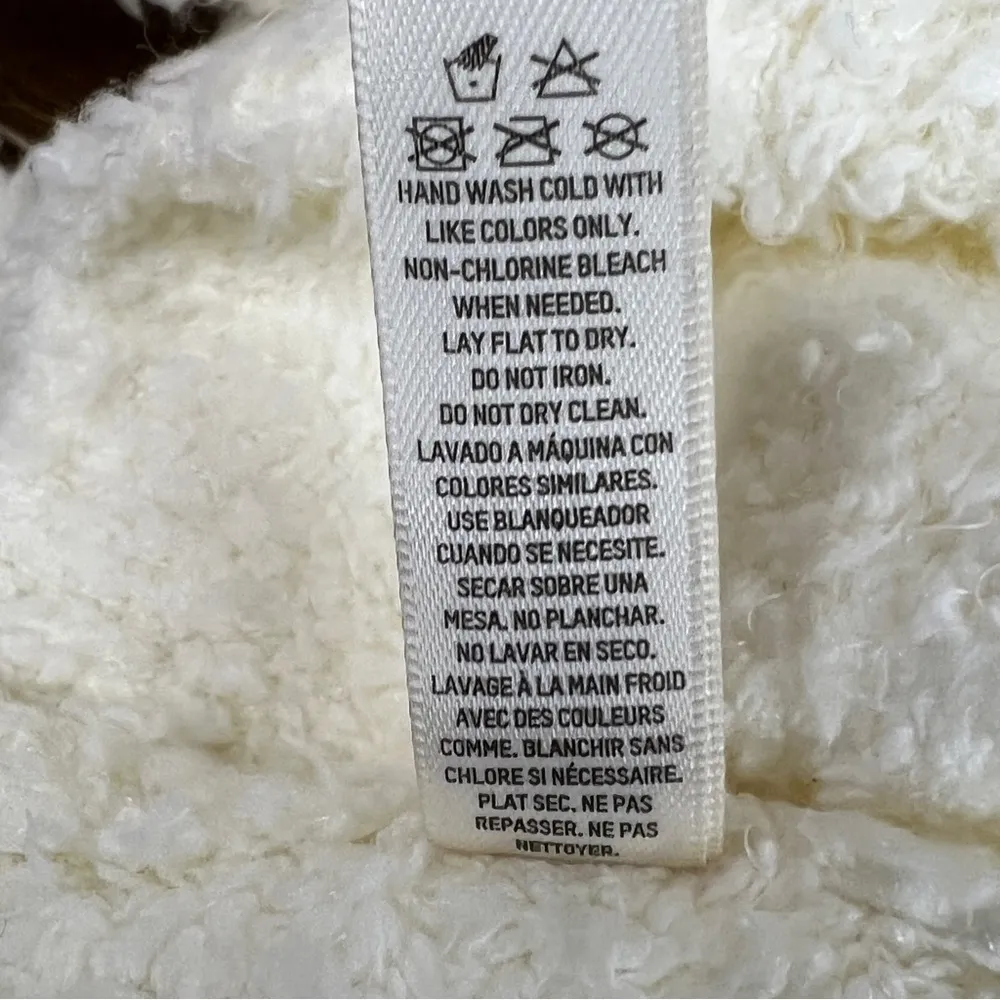 HAND WASH COLD WITH
LIKE COLORS ONLY.
NON-CHLORINE BLEACH
WHEN NEEDED.
LAY FLAT TO DRY.
DO NOT IRON.
DO NOT DRY CLEAN.
LAVADO A MÁQUINA CON
COLORES SIMILARES.
USE BLANQUEADOR
CUANDO SE NECESITE.
SECAR SOBRE UNA
MESA. NO PLANCHAR.
NO LAVAR EN SECO.
LAVAGE À LA MAIN FROID
AVEC DES COULEURS
COMME. BLANCHIR SANS
CHLORE SI NÉCESSAIRE.
PLAT SEC. NE PAS
REPASSER. NE PAS
NETTOYER.